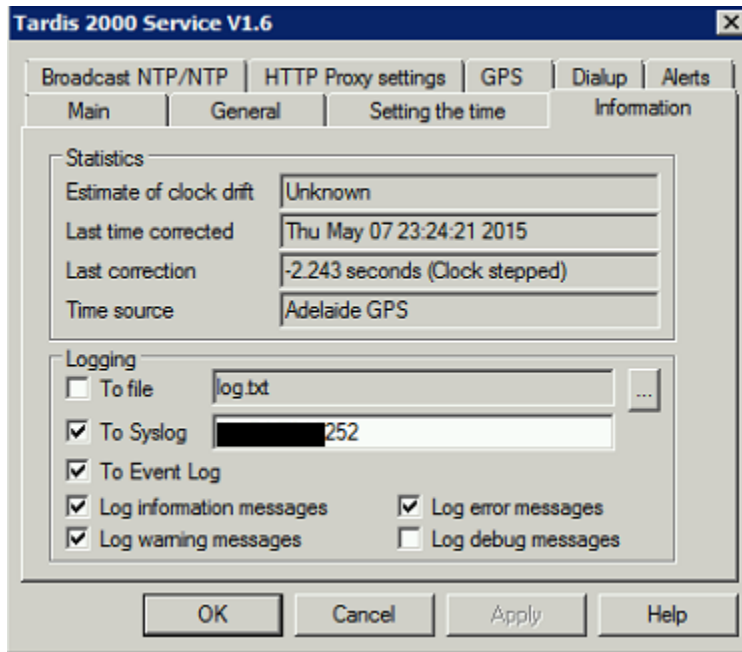 Tardis 2000 Service V1.6
Broadcast NTP/NTP HTTP Proxy settings GPS Dialup Alerts
Main General Setting the time Information
Statistics
Estimate of clock drift Unknown
Last time corrected Thu May 07 23:24:21 2015
Last correction -2.243 seconds (Clock stepped)
Time source Adelaide GPS
Logging
To file log.txt ...
To Syslog 252
To Event Log
Log information messages Log error messages
Log warning messages Log debug messages
OK Cancel Apply Help